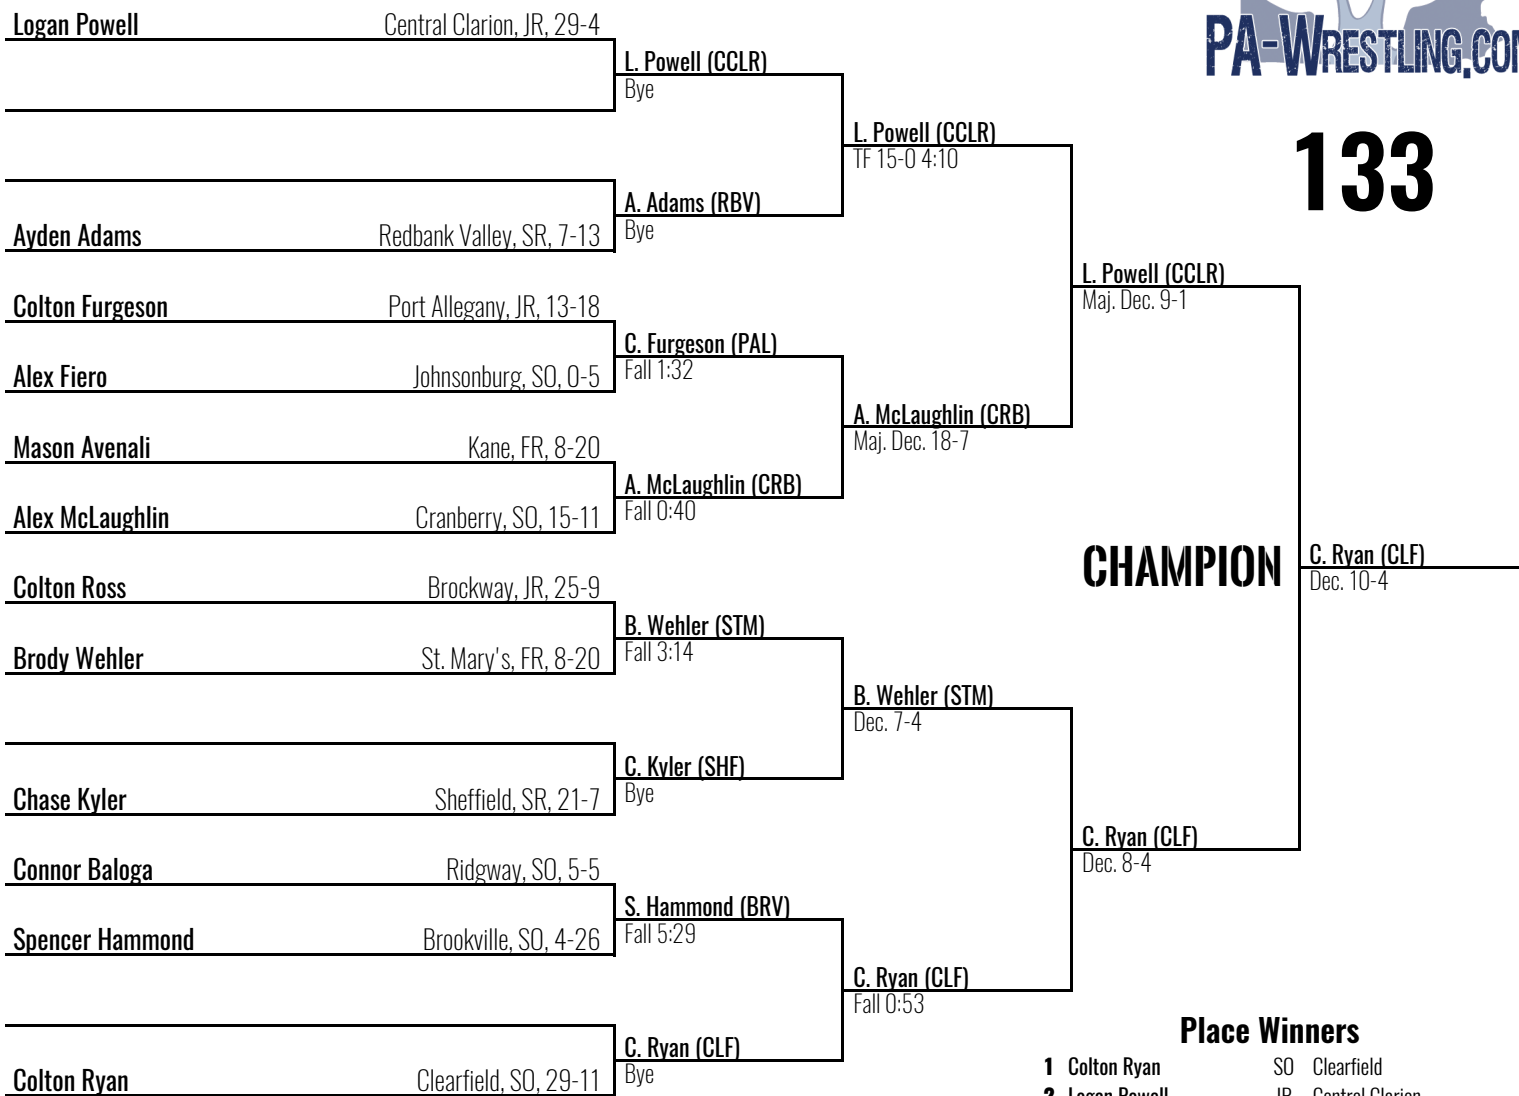 Logan Powell Central Clarion, JR, 29-4
L. Powell (CCLR)
Bye
PA-WRESTLING.CO
L. Powell (CCLR)
TF 15-0 4:10
133
A. Adams (RBV)
Bye
Ayden Adams Redbank Valley, SR, 7-13
L. Powell (CCLR)
Maj. Dec. 9-1
Colton Furgeson Port Allegany, JR, 13-18
C. Furgeson (PAL)
Fall 1:32
Alex Fiero Johnsonburg, SO, 0-5
A. McLaughlin (CRB)
Maj. Dec. 18-7
Mason Avenali Kane, FR, 8-20
A. McLaughlin (CRB)
Fall 0:40
Alex McLaughlin Cranberry, SO, 15-11
CHAMPION
C. Ryan (CLF)
Dec. 10-4
Colton Ross Brockway, JR, 25-9
B. Wehler (STM)
Fall 3:14
Brody Wehler St. Mary's, FR, 8-20
B. Wehler (STM)
Dec. 7-4
C. Kyler (SHF)
Bye
Chase Kyler Sheffield, SR, 21-7
C. Ryan (CLF)
Dec. 8-4
Connor Baloga Ridgway, SO, 5-5
S. Hammond (BRV)
Fall 5:29
Spencer Hammond Brookville, SO, 4-26
C. Ryan (CLF)
Fall 0:53
Place Winners
C. Ryan (CLF)
Bye
Colton Ryan Clearfield, SO, 29-11
1 Colton Ryan SO Clearfield
2 Logan Powell JR Central Clarion